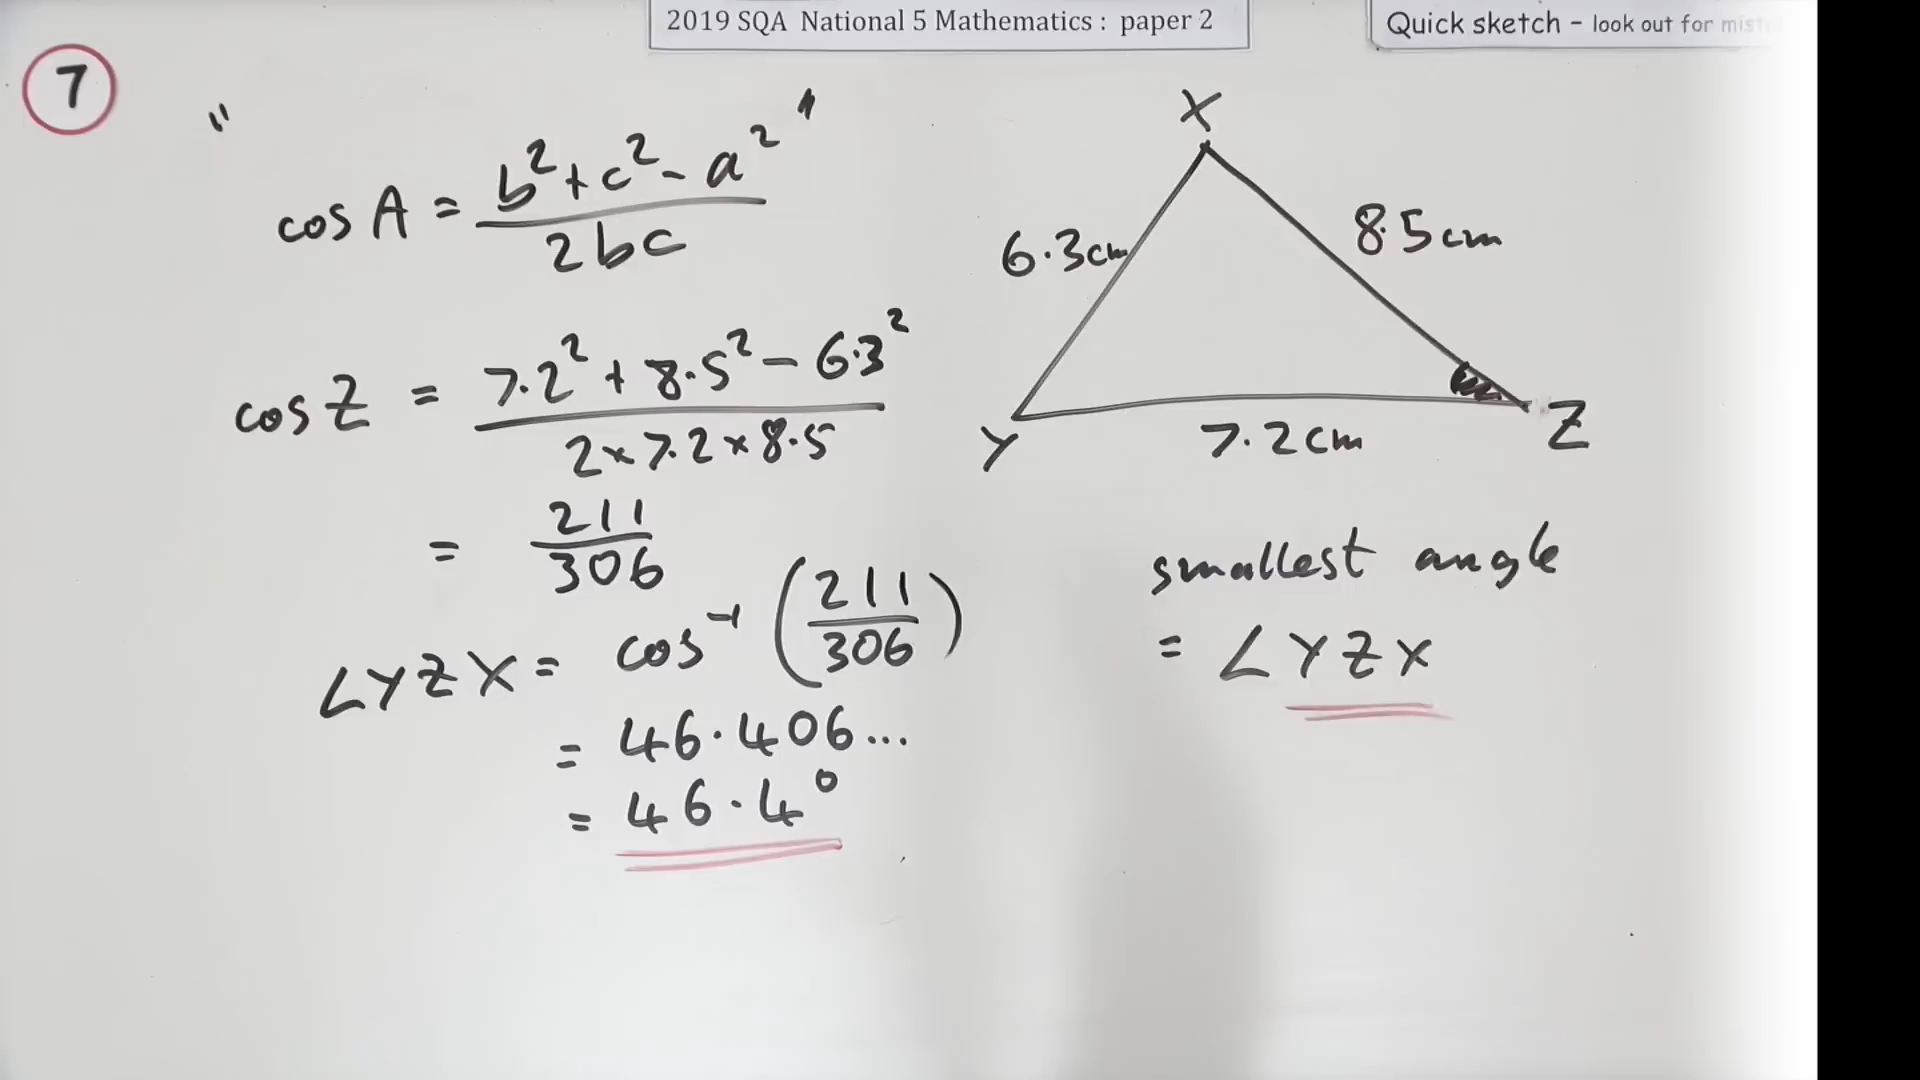 2019 SQA National 5 Mathematics : paper 2
Quick sketch - look out for
7
" cos A = b² + c² - a² / 2bc "
cos Z = 7.2² + 8.5² - 6.3² / 2 × 7.2 × 8.5
= 211 / 306
∠YZX = cos⁻¹ (211 / 306)
= 46.406...
= 46.4°
X
6.3cm
8.5cm
Y
7.2cm
Z
smallest angle
= ∠YZX